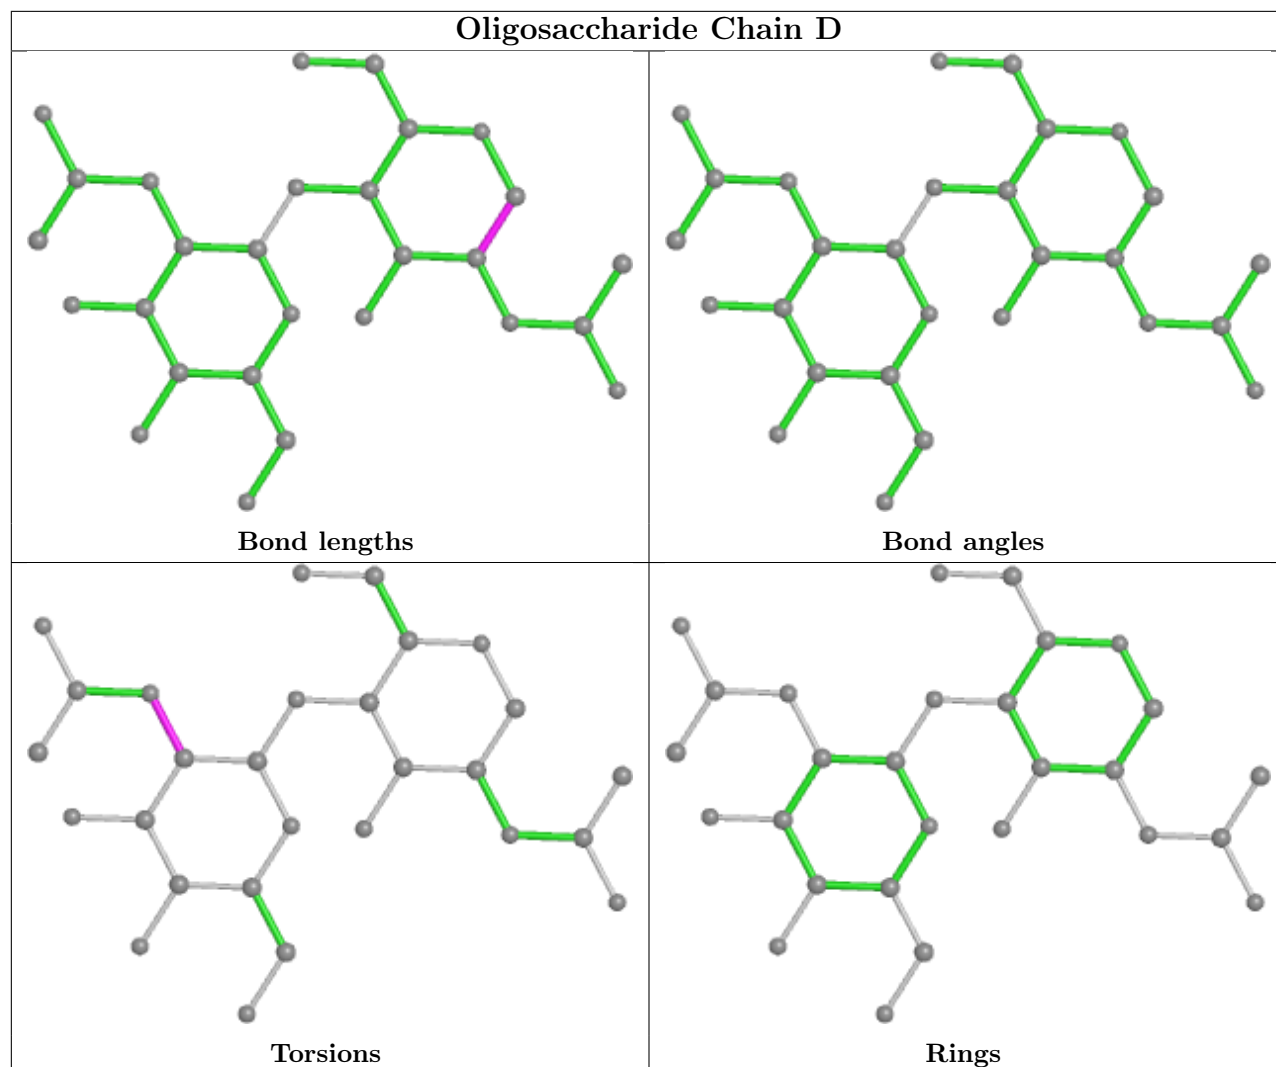 Oligosaccharide Chain D
Bond lengths
Bond angles
Torsions
Rings